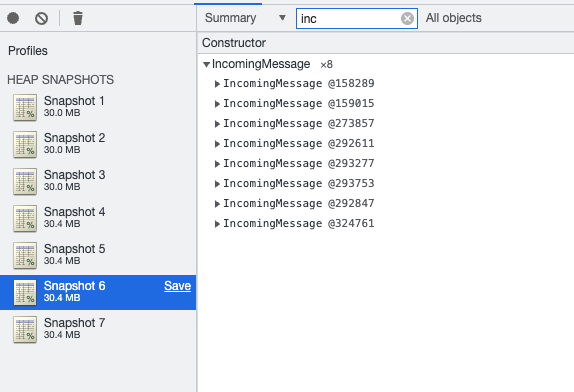 Summary ▼ inc All objects
Profiles
HEAP SNAPSHOTS
Snapshot 1
30.0 MB
Snapshot 2
30.0 MB
Snapshot 3
30.0 MB
Snapshot 4
30.4 MB
Snapshot 5
30.4 MB
Snapshot 6 Save
30.4 MB
Snapshot 7
30.4 MB
Constructor
▼IncomingMessage ×8
▶IncomingMessage @158289
▶IncomingMessage @159015
▶IncomingMessage @273857
▶IncomingMessage @292611
▶IncomingMessage @293277
▶IncomingMessage @293753
▶IncomingMessage @292847
▶IncomingMessage @324761